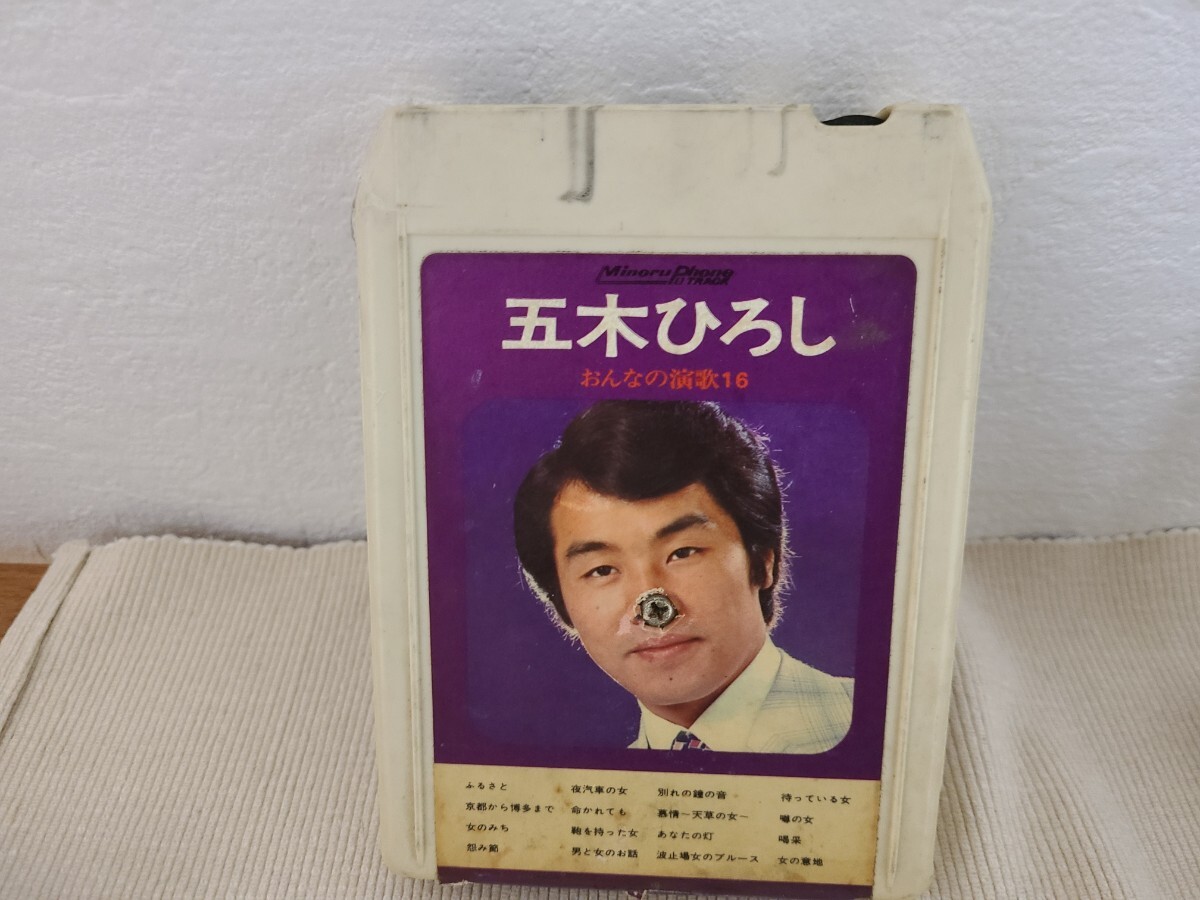 Minoru Phone
8 TRACK
五木ひろし
おんなの演歌16
ふるさと 夜汽車の女 別れの鐘の音 待っている女
京都から博多まで 命かれても 慕情～天草の女～ 噂の女
女のみち 鞄を持った女 あなたの灯 喝采
怨み節 男と女のお話 波止場女のブルース 女の意地